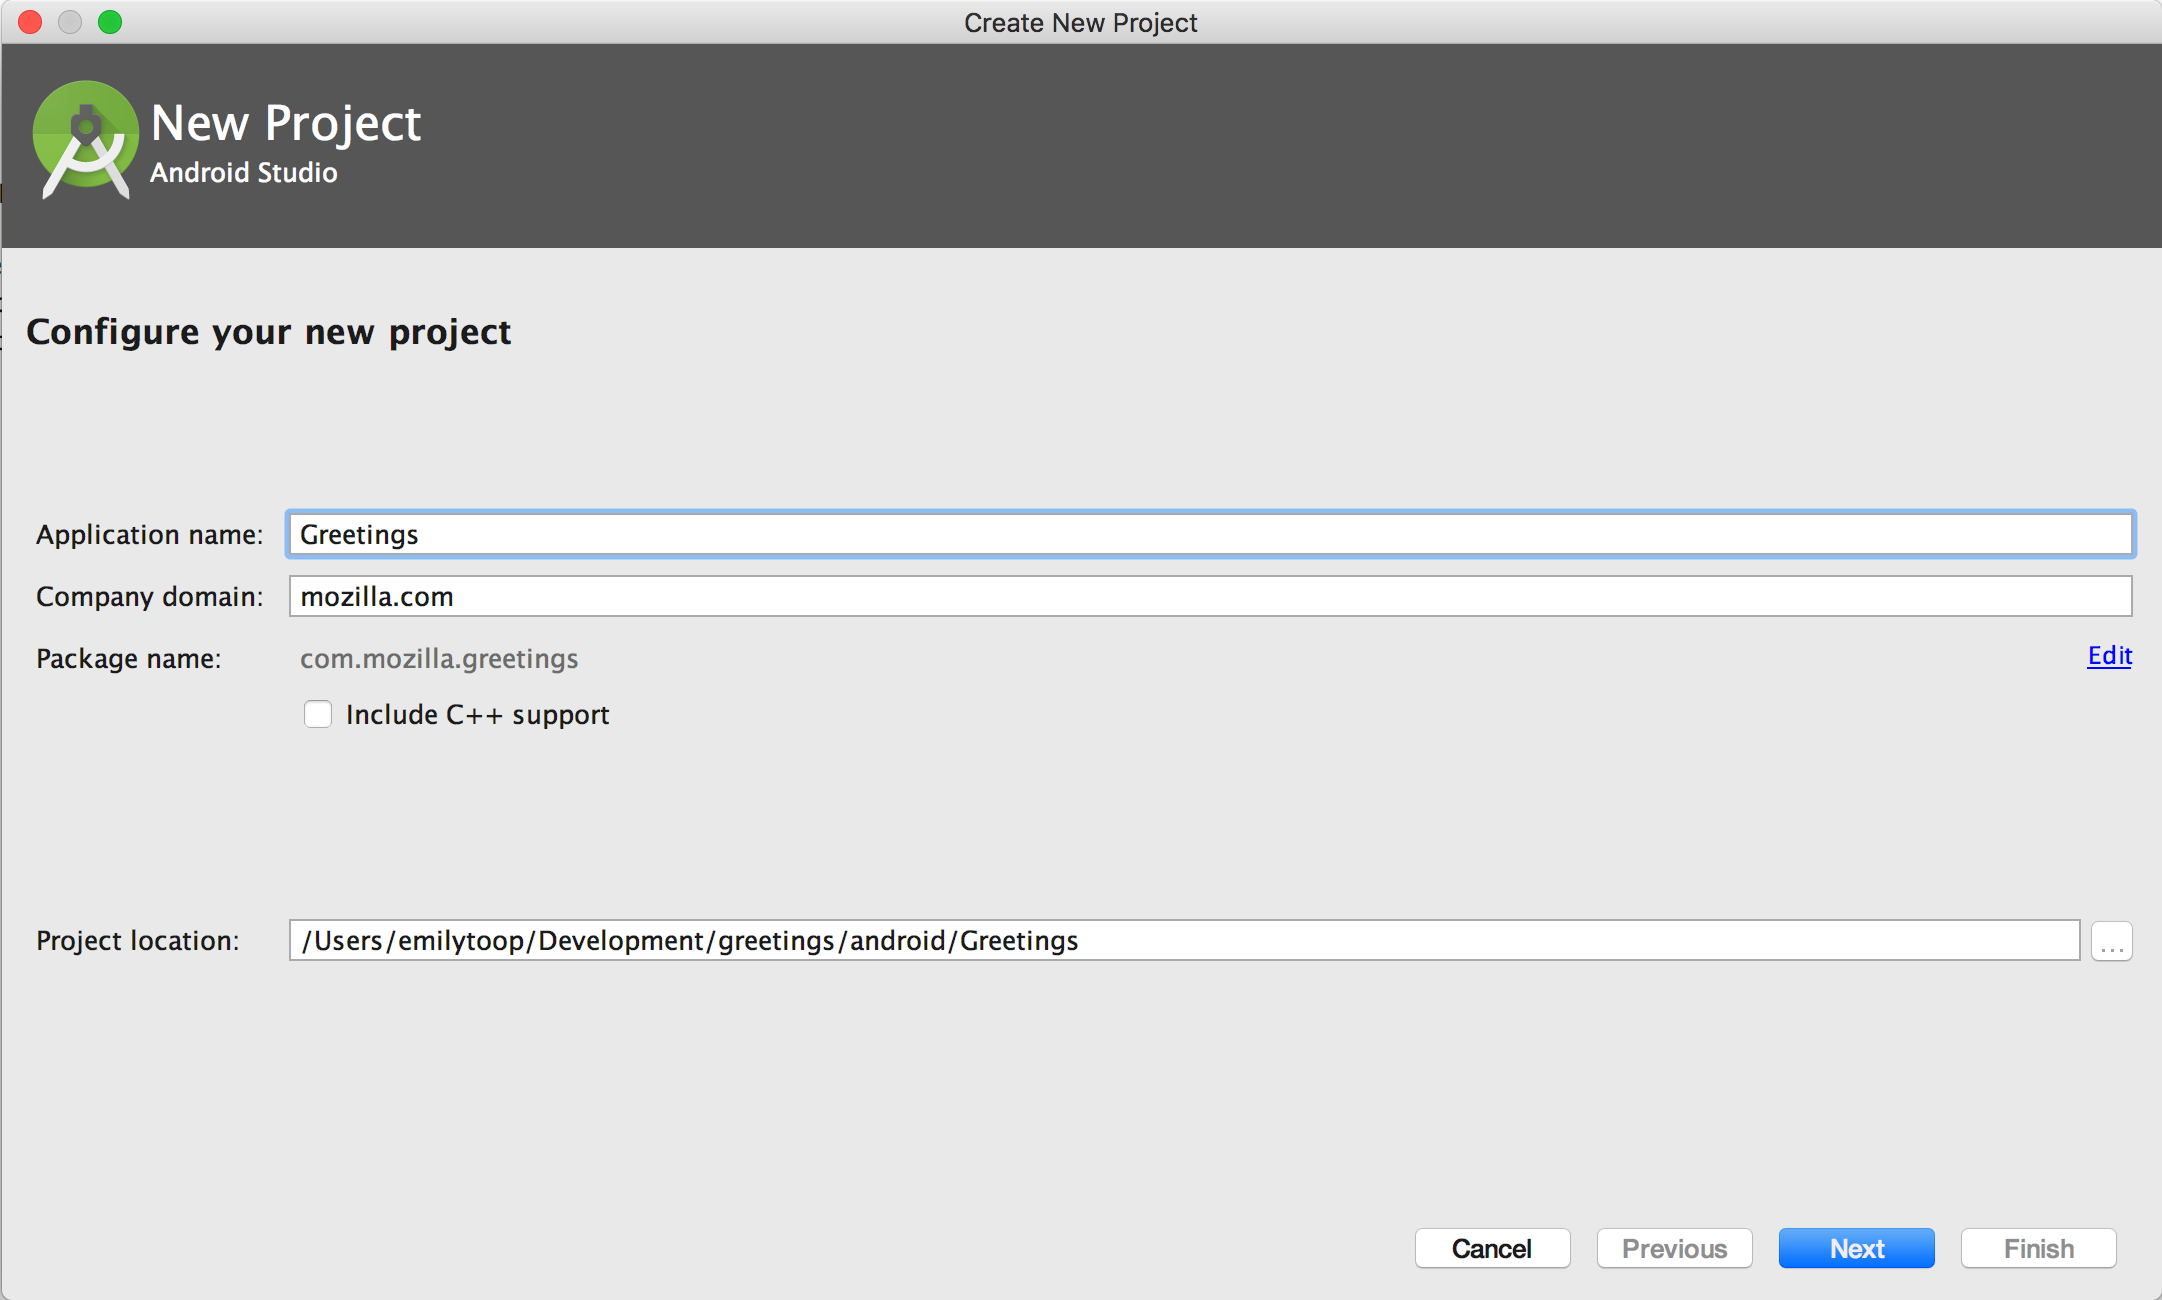 Create New Project
New Project
Android Studio
Configure your new project
Application name: Greetings
Company domain: mozilla.com
Package name: com.mozilla.greetings Edit
Include C++ support
Project location: /Users/emilytoop/Development/greetings/android/Greetings ...
Cancel Previous Next Finish